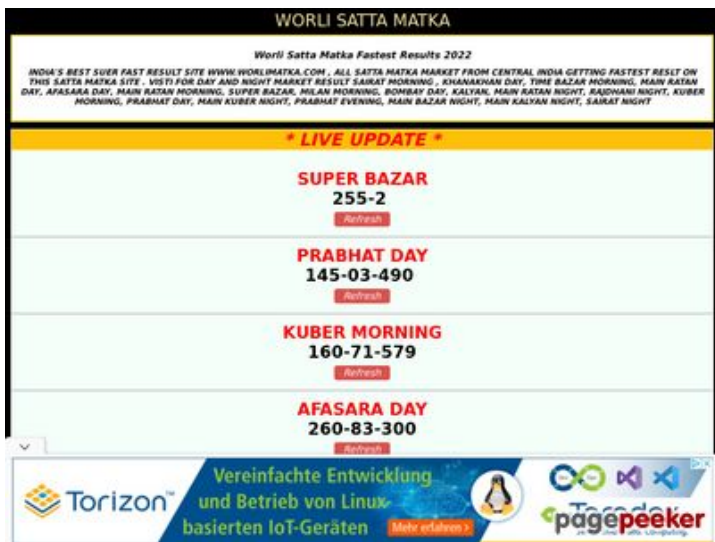 WORLI SATTA MATKA
Worli Satta Matka Fastest Results 2022
INDIA'S BEST SUER FAST RESULT SITE WWW.WORLIMATKA.COM , ALL SATTA MATKA MARKET FROM CENTRAL INDIA GETTING FASTEST RESLT ON
THIS SATTA MATKA SITE . VISTI FOR DAY AND NIGHT MARKET RESULT SAIRAT MORNING , KHANAKHAN DAY, TIME BAZAR MORNING, MAIN RATAN
DAY, AFASARA DAY, MAIN RATAN MORNING, SUPER BAZAR, MILAN MORNING, BOMBAY DAY, KALYAN, MAIN RATAN NIGHT, RAJDHANI NIGHT, KUBER
MORNING, PRABHAT DAY, MAIN KUBER NIGHT, PRABHAT EVENING, MAIN BAZAR NIGHT, MAIN KALYAN NIGHT, SAIRAT NIGHT
* LIVE UPDATE *
SUPER BAZAR
255-2
Refresh
PRABHAT DAY
145-03-490
Refresh
KUBER MORNING
160-71-579
Refresh
AFASARA DAY
260-83-300
Refresh
Torizon™
Vereinfachte Entwicklung
und Betrieb von Linux-
basierten IoT-Geräten
Mehr erfahren >
pagepeeker